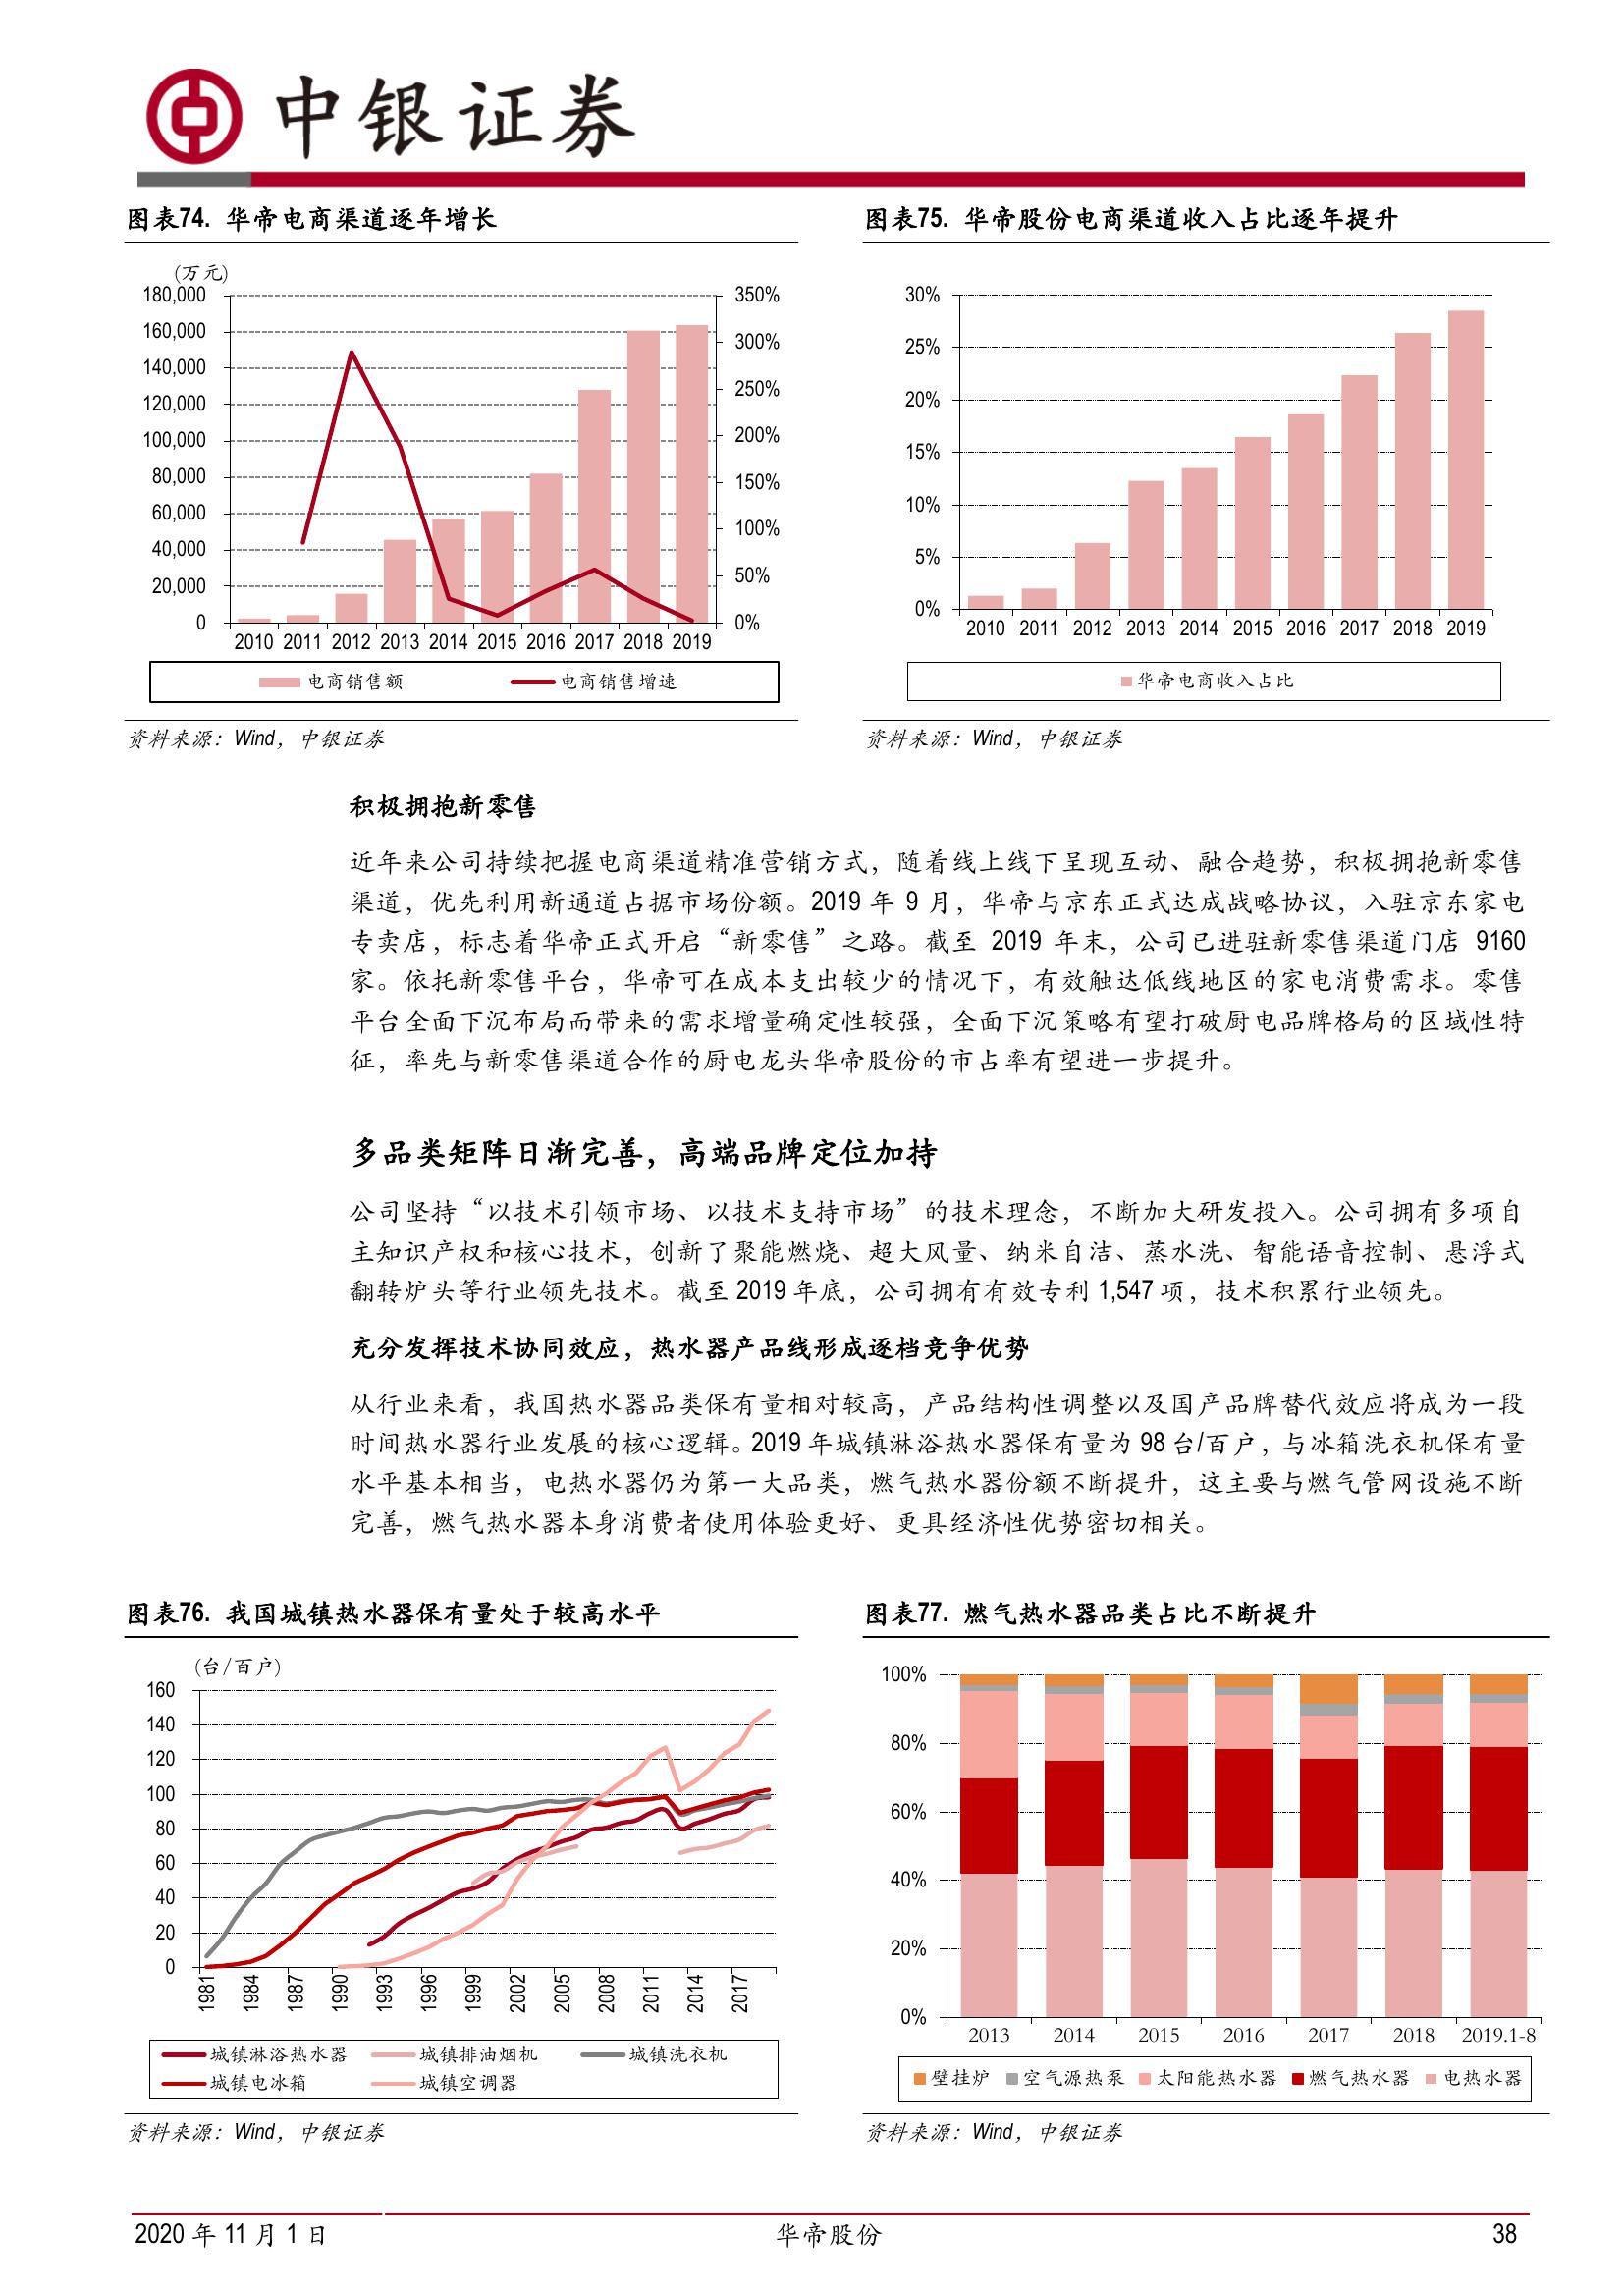 中银证券
图表74. 华帝电商渠道逐年增长
(万元)
180,000
160,000
140,000
120,000
100,000
80,000
60,000
40,000
20,000
0
350%
300%
250%
200%
150%
100%
50%
0%
2010 2011 2012 2013 2014 2015 2016 2017 2018 2019
电商销售额 电商销售增速
资料来源：Wind，中银证券
图表75. 华帝股份电商渠道收入占比逐年提升
30%
25%
20%
15%
10%
5%
0%
2010 2011 2012 2013 2014 2015 2016 2017 2018 2019
华帝电商收入占比
资料来源：Wind，中银证券
积极拥抱新零售
近年来公司持续把握电商渠道精准营销方式，随着线上线下呈现互动、融合趋势，积极拥抱新零售
渠道，优先利用新通道占据市场份额。2019 年 9 月，华帝与京东正式达成战略协议，入驻京东家电
专卖店，标志着华帝正式开启“新零售”之路。截至 2019 年末，公司已进驻新零售渠道门店 9160
家。依托新零售平台，华帝可在成本支出较少的情况下，有效触达低线地区的家电消费需求。零售
平台全面下沉布局而带来的需求增量确定性较强，全面下沉策略有望打破厨电品牌格局的区域性特
征，率先与新零售渠道合作的厨电龙头华帝股份的市占率有望进一步提升。
多品类矩阵日渐完善，高端品牌定位加持
公司坚持“以技术引领市场、以技术支持市场”的技术理念，不断加大研发投入。公司拥有多项自
主知识产权和核心技术，创新了聚能燃烧、超大风量、纳米自洁、蒸水洗、智能语音控制、悬浮式
翻转炉头等行业领先技术。截至 2019 年底，公司拥有有效专利 1,547 项，技术积累行业领先。
充分发挥技术协同效应，热水器产品线形成逐档竞争优势
从行业来看，我国热水器品类保有量相对较高，产品结构性调整以及国产品牌替代效应将成为一段
时间热水器行业发展的核心逻辑。2019 年城镇淋浴热水器保有量为 98 台/百户，与冰箱洗衣机保有量
水平基本相当，电热水器仍为第一大品类，燃气热水器份额不断提升，这主要与燃气管网设施不断
完善，燃气热水器本身消费者使用体验更好、更具经济性优势密切相关。
图表76. 我国城镇热水器保有量处于较高水平
(台/百户)
160
140
120
100
80
60
40
20
0
1981 1984 1987 1990 1993 1996 1999 2002 2005 2008 2011 2014 2017
城镇淋浴热水器 城镇排油烟机 城镇洗衣机
城镇电冰箱 城镇空调器
资料来源：Wind，中银证券
图表77. 燃气热水器品类占比不断提升
100%
80%
60%
40%
20%
0%
2013 2014 2015 2016 2017 2018 2019.1-8
壁挂炉 空气源热泵 太阳能热水器 燃气热水器 电热水器
资料来源：Wind，中银证券
2020 年 11 月 1 日 华帝股份 38